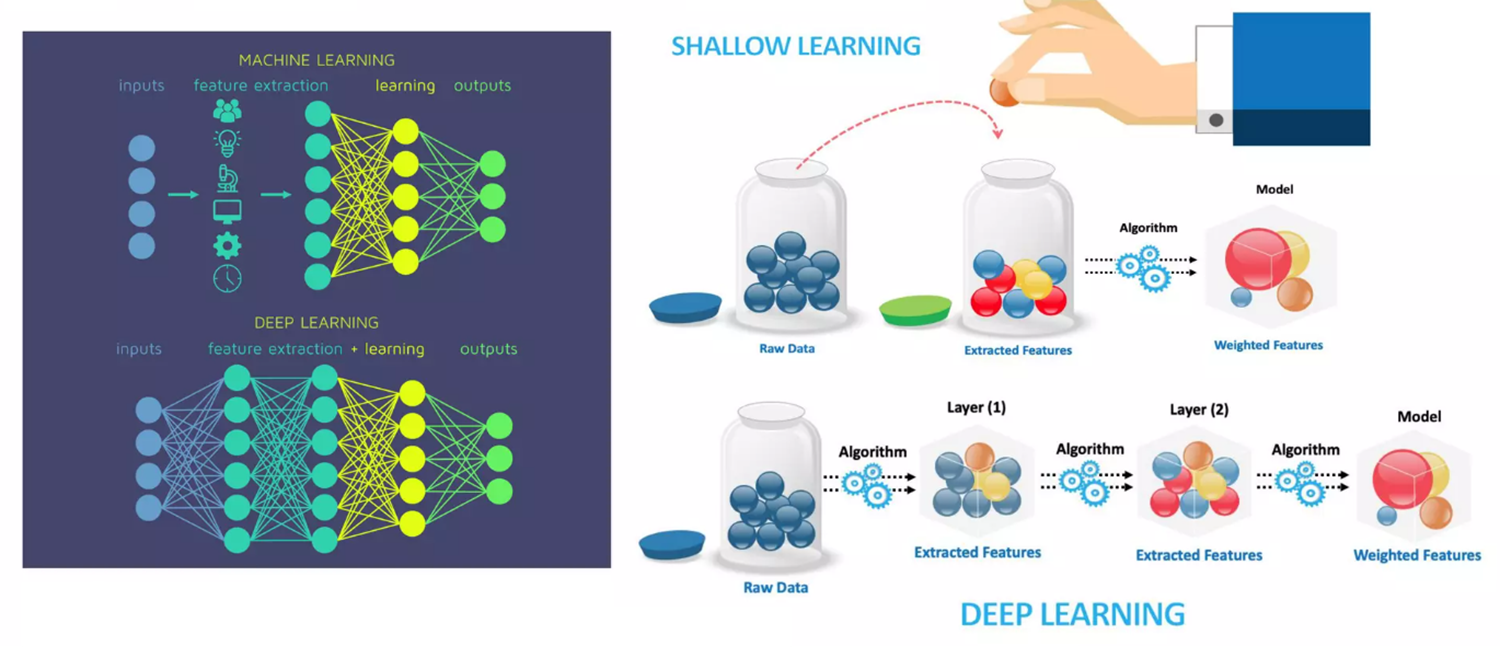 MACHINE LEARNING
inputs feature extraction learning outputs
DEEP LEARNING
inputs feature extraction + learning outputs
SHALLOW LEARNING
Model
Algorithm
Raw Data
Extracted Features
Weighted Features
Layer (1)
Layer (2)
Model
Algorithm
Algorithm
Algorithm
Extracted Features
Extracted Features
Weighted Features
Raw Data
DEEP LEARNING